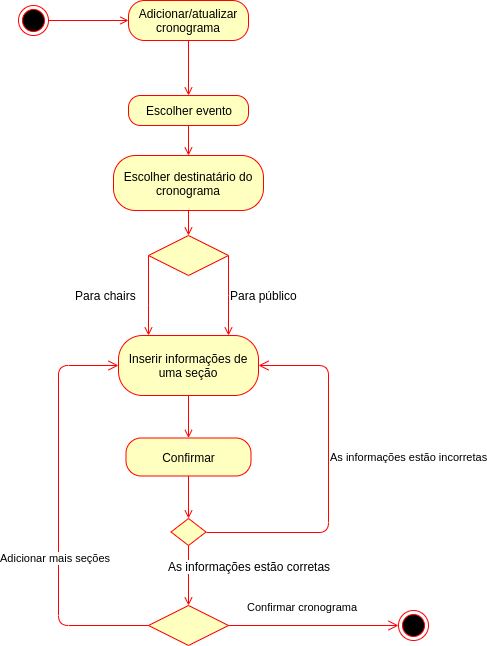 Adicionar/atualizar
cronograma
Escolher evento
Escolher destinatário do
cronograma
Para chairs
Para público
Inserir informações de
uma seção
Confirmar
As informações estão incorretas
Adicionar mais seções
As informações estão corretas
Confirmar cronograma